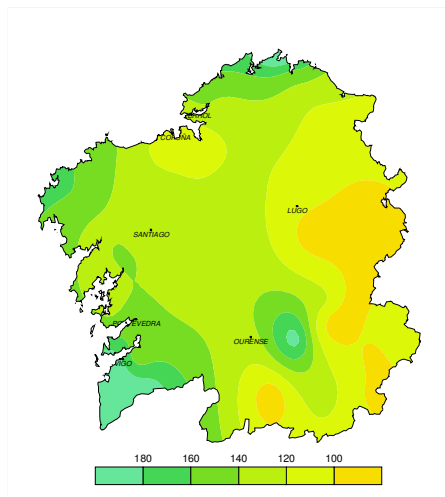 FERROL
CORUÑA
LUGO
SANTIAGO
PONTEVEDRA
OURENSE
VIGO
180 160 140 120 100